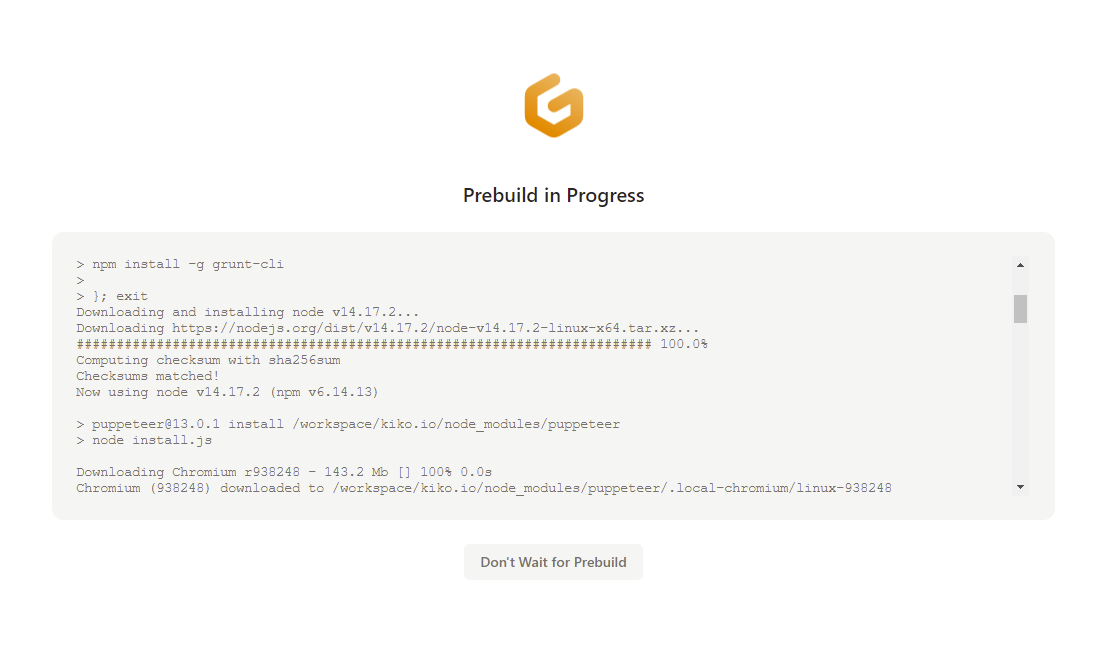 Prebuild in Progress
> npm install -g grunt-cli
>
> }; exit
Downloading and installing node v14.17.2...
Downloading https://nodejs.org/dist/v14.17.2/node-v14.17.2-linux-x64.tar.xz...
######################################################################## 100.0%
Computing checksum with sha256sum
Checksums matched!
Now using node v14.17.2 (npm v6.14.13)
> puppeteer@13.0.1 install /workspace/kiko.io/node_modules/puppeteer
> node install.js
Downloading Chromium r938248 - 143.2 Mb [] 100% 0.0s
Chromium (938248) downloaded to /workspace/kiko.io/node_modules/puppeteer/.local-chromium/linux-938248
Don't Wait for Prebuild